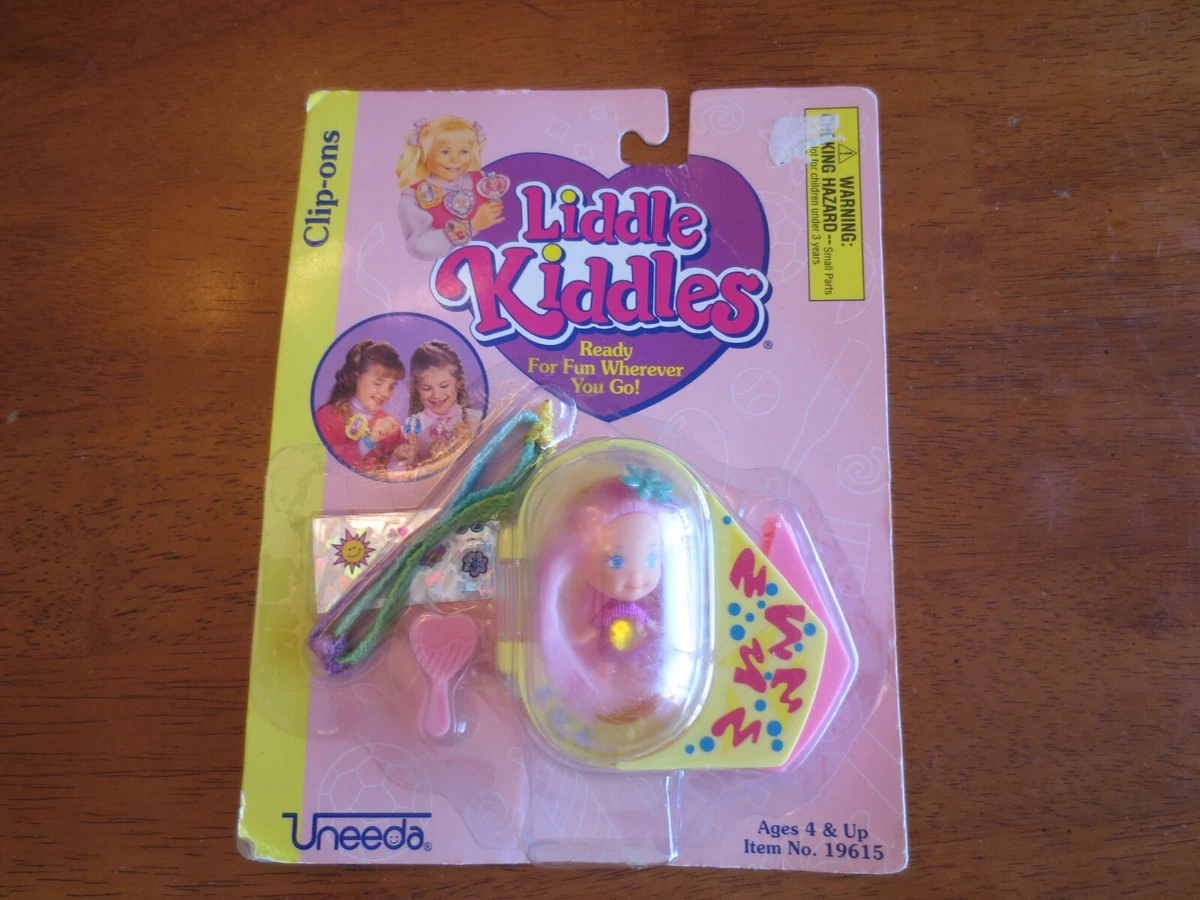 Clip-ons
Liddle
Kiddles®
Ready
For Fun Wherever
You Go!
WARNING:
KING HAZARD -- Small Parts
for children under 3 years
Uneeda®
Ages 4 & Up
Item No. 19615